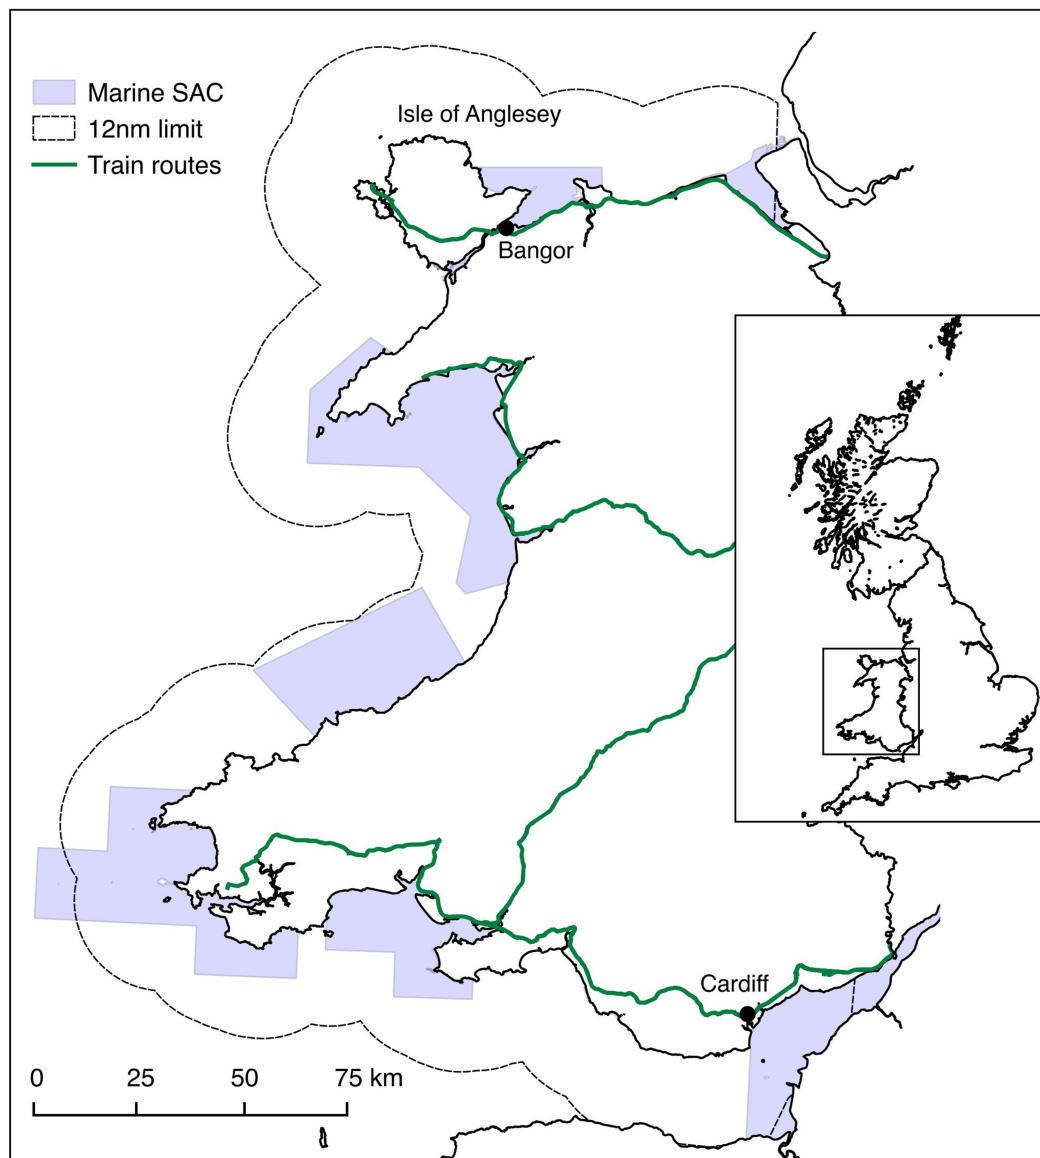 Marine SAC
12nm limit
Train routes
Isle of Anglesey
Bangor
Cardiff
0 25 50 75 km